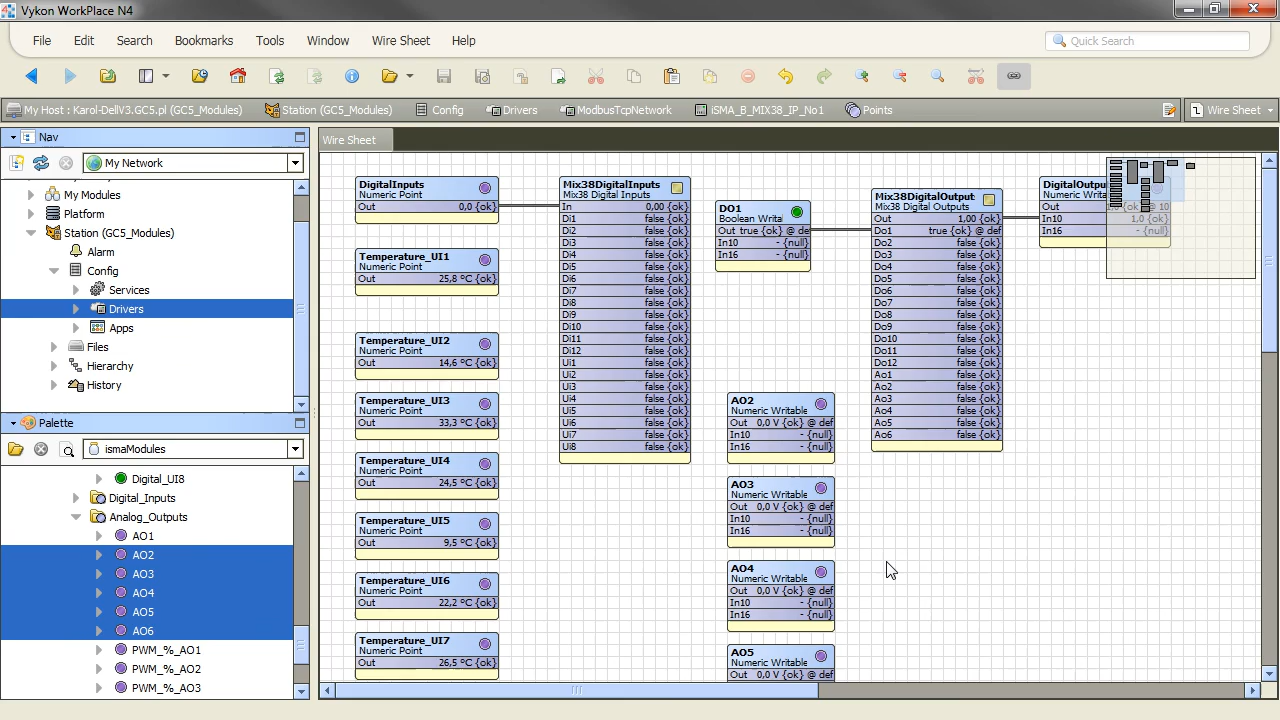 Vykon WorkPlace N4
File Edit Search Bookmarks Tools Window Wire Sheet Help
Quick Search
My Host : Karol-DellV3.GC5.pl (GC5_Modules) Station (GC5_Modules) Config Drivers ModbusTcpNetwork iSMA_B_MIX38_IP_No1 Points Wire Sheet
Nav
My Network
My Modules
Platform
Station (GC5_Modules)
Alarm
Config
Services
Drivers
Apps
Files
Hierarchy
History
Palette
ismaModules
Digital_UI8
Digital_Inputs
Analog_Outputs
AO1
AO2
AO3
AO4
AO5
AO6
PWM_%_AO1
PWM_%_AO2
PWM_%_AO3
Wire Sheet
DigitalInputs
Numeric Point
Out 0,0 {ok}
Temperature_UI1
Numeric Point
Out 25,8 °C {ok}
Temperature_UI2
Numeric Point
Out 14,6 °C {ok}
Temperature_UI3
Numeric Point
Out 33,3 °C {ok}
Temperature_UI4
Numeric Point
Out 24,5 °C {ok}
Temperature_UI5
Numeric Point
Out 9,5 °C {ok}
Temperature_UI6
Numeric Point
Out 22,2 °C {ok}
Temperature_UI7
Numeric Point
Out 26,5 °C {ok}
Mix38DigitalInputs
Mix38 Digital Inputs
In 0,00 {ok}
Di1 false {ok}
Di2 false {ok}
Di3 false {ok}
Di4 false {ok}
Di5 false {ok}
Di6 false {ok}
Di7 false {ok}
Di8 false {ok}
Di9 false {ok}
Di10 false {ok}
Di11 false {ok}
Di12 false {ok}
Ui1 false {ok}
Ui2 false {ok}
Ui3 false {ok}
Ui4 false {ok}
Ui5 false {ok}
Ui6 false {ok}
Ui7 false {ok}
Ui8 false {ok}
DO1
Boolean Writal
Out true {ok} @ def
In10 - {null}
In16 - {null}
AO2
Numeric Writable
Out 0,0 V {ok} @ def
In10 - {null}
In16 - {null}
AO3
Numeric Writable
Out 0,0 V {ok} @ def
In10 - {null}
In16 - {null}
AO4
Numeric Writable
Out 0,0 V {ok} @ def
In10 - {null}
In16 - {null}
AO5
Numeric Writable
Out 0,0 V {ok} @ def
Mix38DigitalOutput
Mix38 Digital Outputs
Out 1,00 {ok}
Do1 true {ok} @ def
Do2 false {ok}
Do3 false {ok}
Do4 false {ok}
Do5 false {ok}
Do6 false {ok}
Do7 false {ok}
Do8 false {ok}
Do9 false {ok}
Do10 false {ok}
Do11 false {ok}
Do12 false {ok}
Ao1 false {ok}
Ao2 false {ok}
Ao3 false {ok}
Ao4 false {ok}
Ao5 false {ok}
Ao6 false {ok}
DigitalOutpu
Numeric Writ
Out {ok} @ 10
In10 1,0 {ok}
In16 - {null}